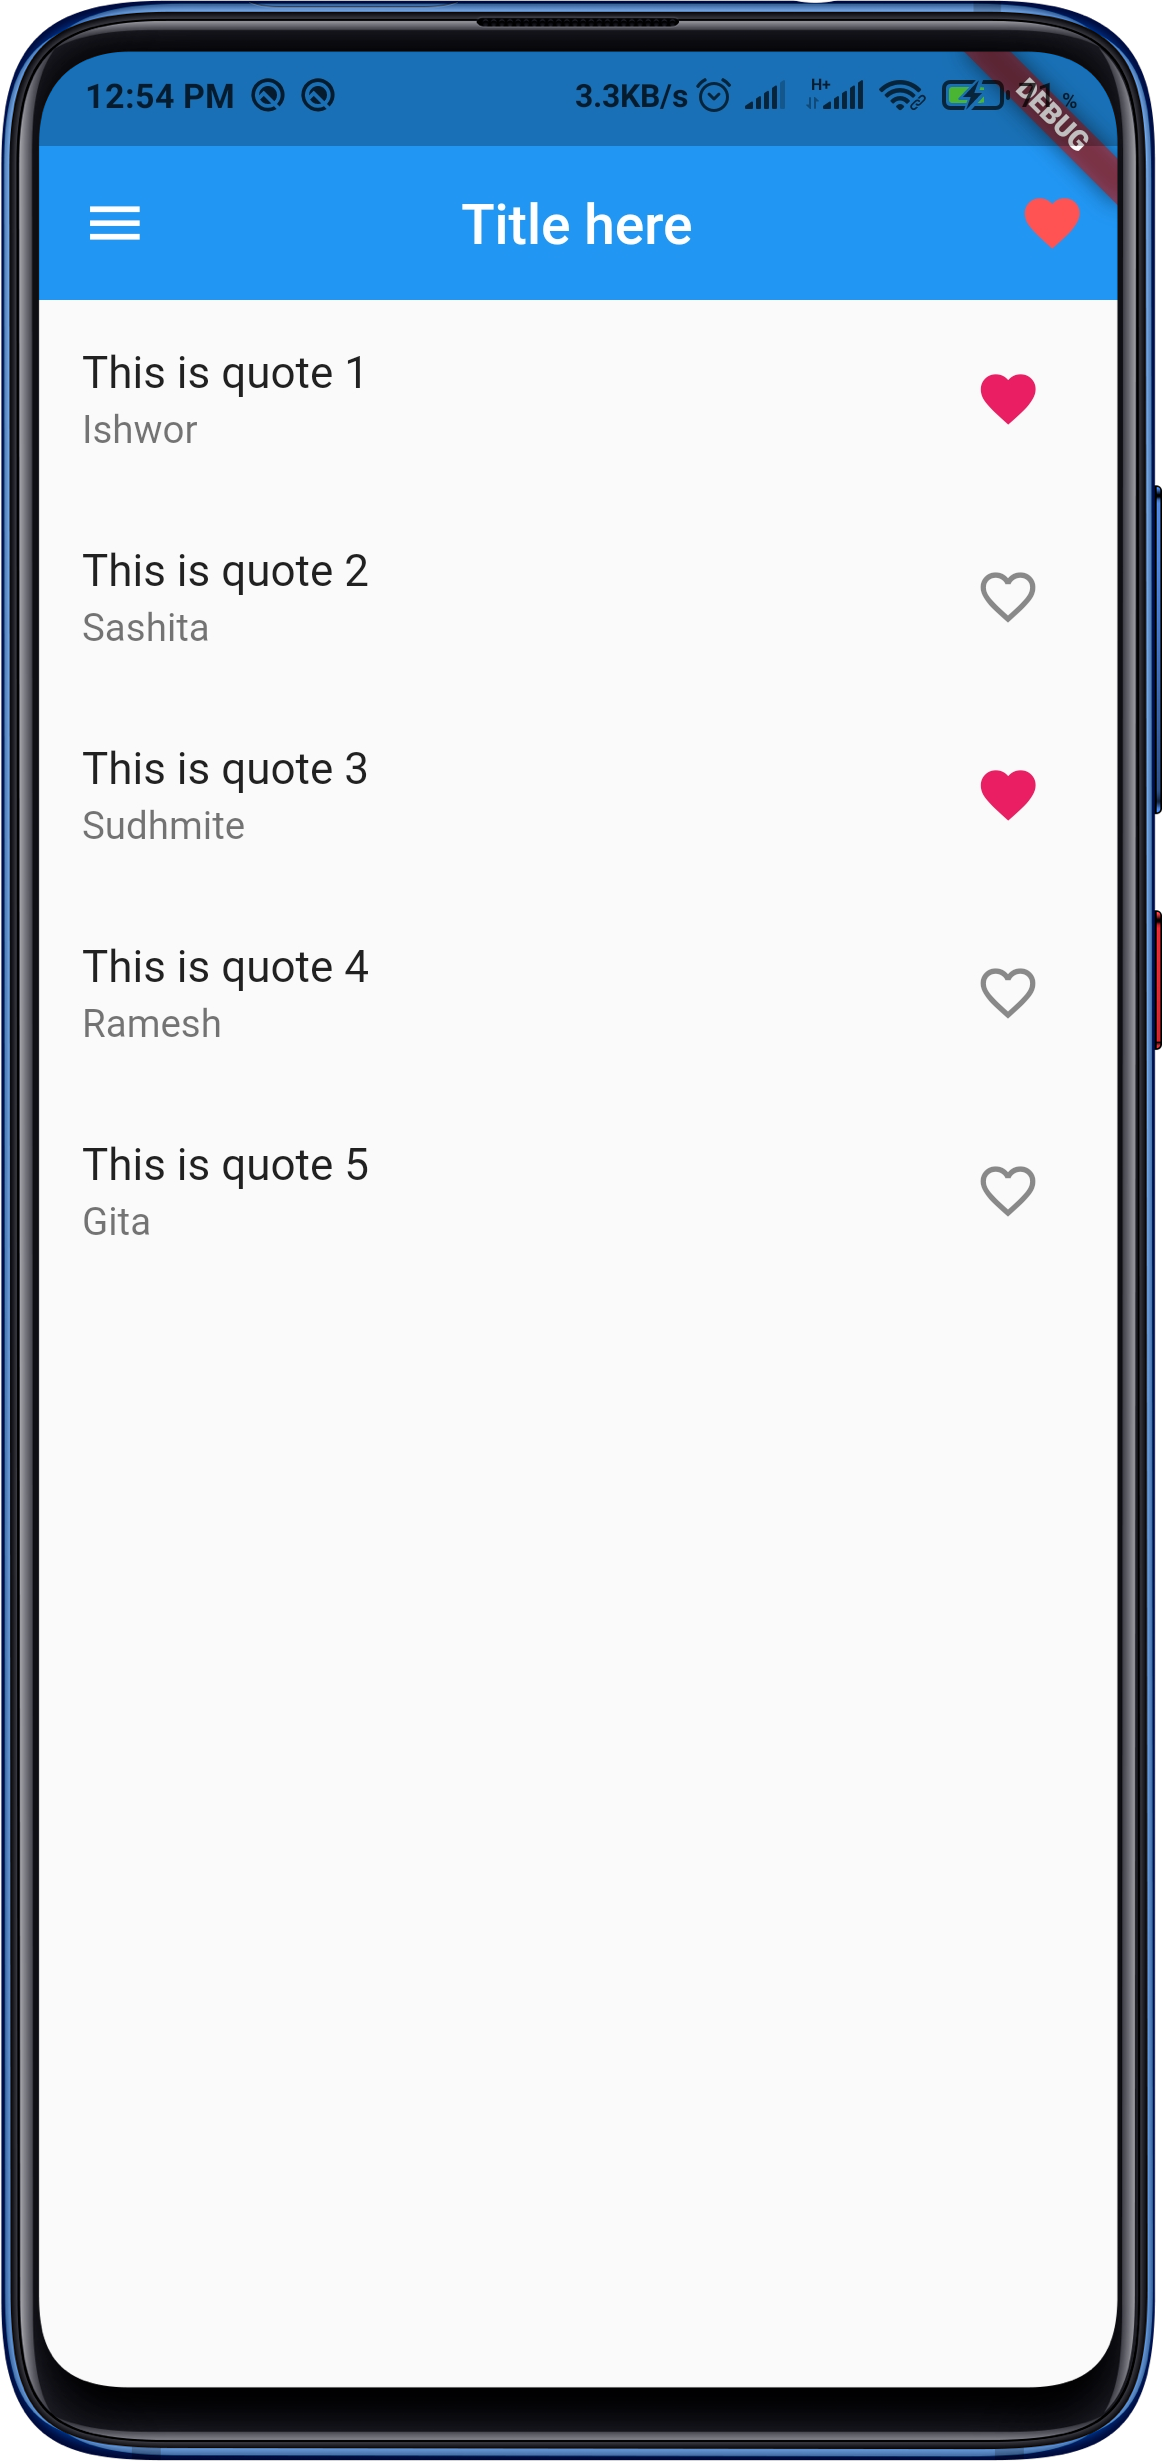 12:54 PM 3.3KB/s H+ 71 %
DEBUG
Title here
This is quote 1
Ishwor
This is quote 2
Sashita
This is quote 3
Sudhmite
This is quote 4
Ramesh
This is quote 5
Gita